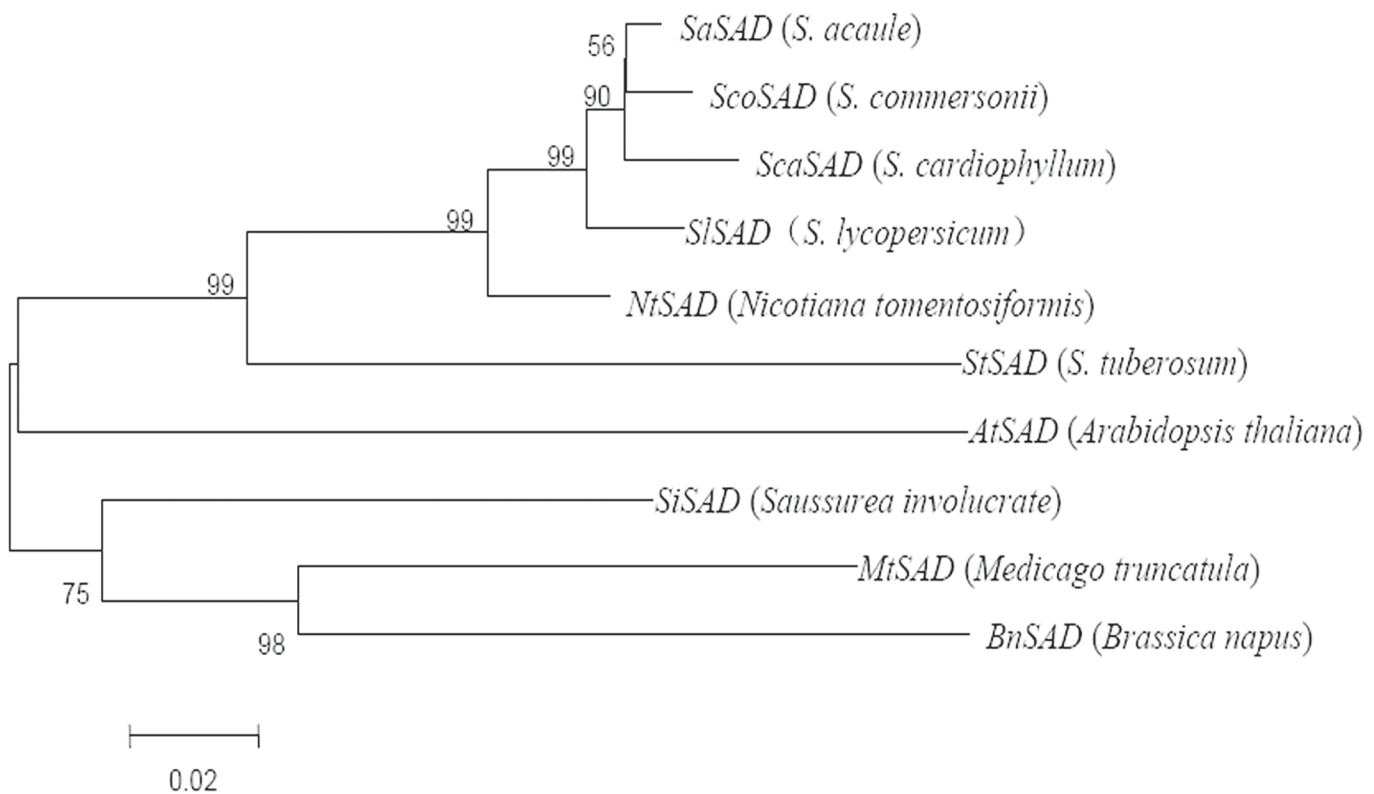 SaSAD (S. acaule)
56
90
ScoSAD (S. commersonii)
99
ScaSAD (S. cardiophyllum)
99
SlSAD（S. lycopersicum）
99
NtSAD (Nicotiana tomentosiformis)
StSAD (S. tuberosum)
AtSAD (Arabidopsis thaliana)
SiSAD (Saussurea involucrate)
75
MtSAD (Medicago truncatula)
98
BnSAD (Brassica napus)
0.02